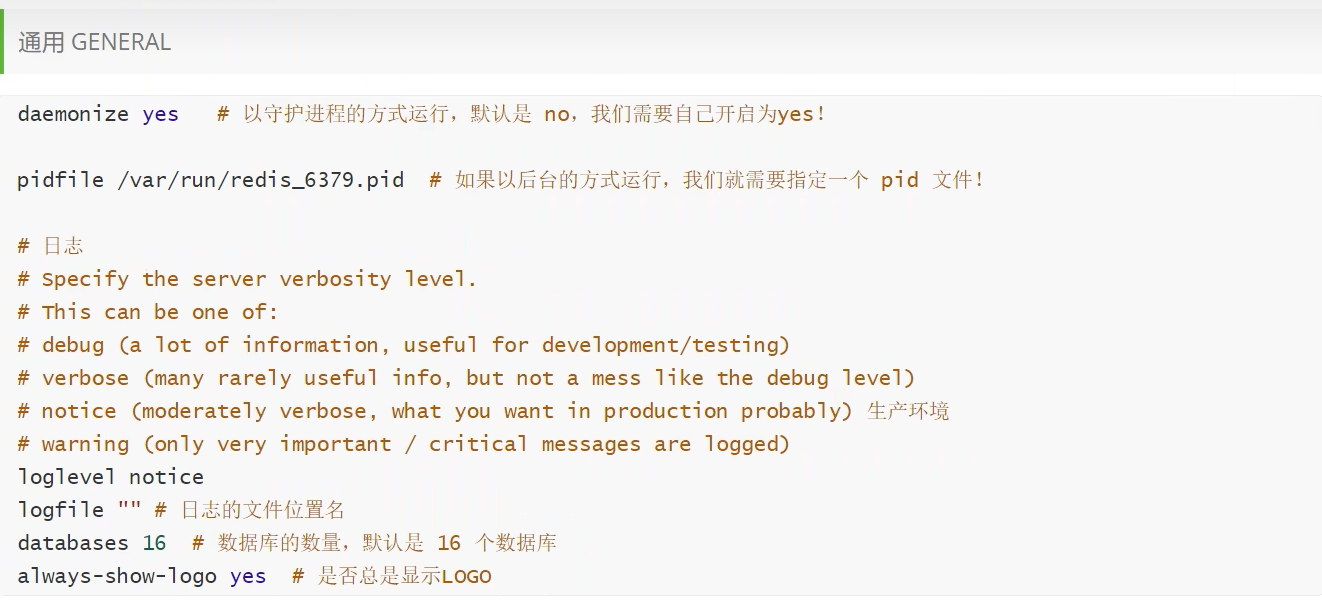 通用 GENERAL
daemonize yes   # 以守护进程的方式运行，默认是 no，我们需要自己开启为yes！
pidfile /var/run/redis_6379.pid  # 如果以后台的方式运行，我们就需要指定一个 pid 文件！
# 日志
# Specify the server verbosity level.
# This can be one of:
# debug (a lot of information, useful for development/testing)
# verbose (many rarely useful info, but not a mess like the debug level)
# notice (moderately verbose, what you want in production probably) 生产环境
# warning (only very important / critical messages are logged)
loglevel notice
logfile "" # 日志的文件位置名
databases 16  # 数据库的数量，默认是 16 个数据库
always-show-logo yes  # 是否总是显示LOGO